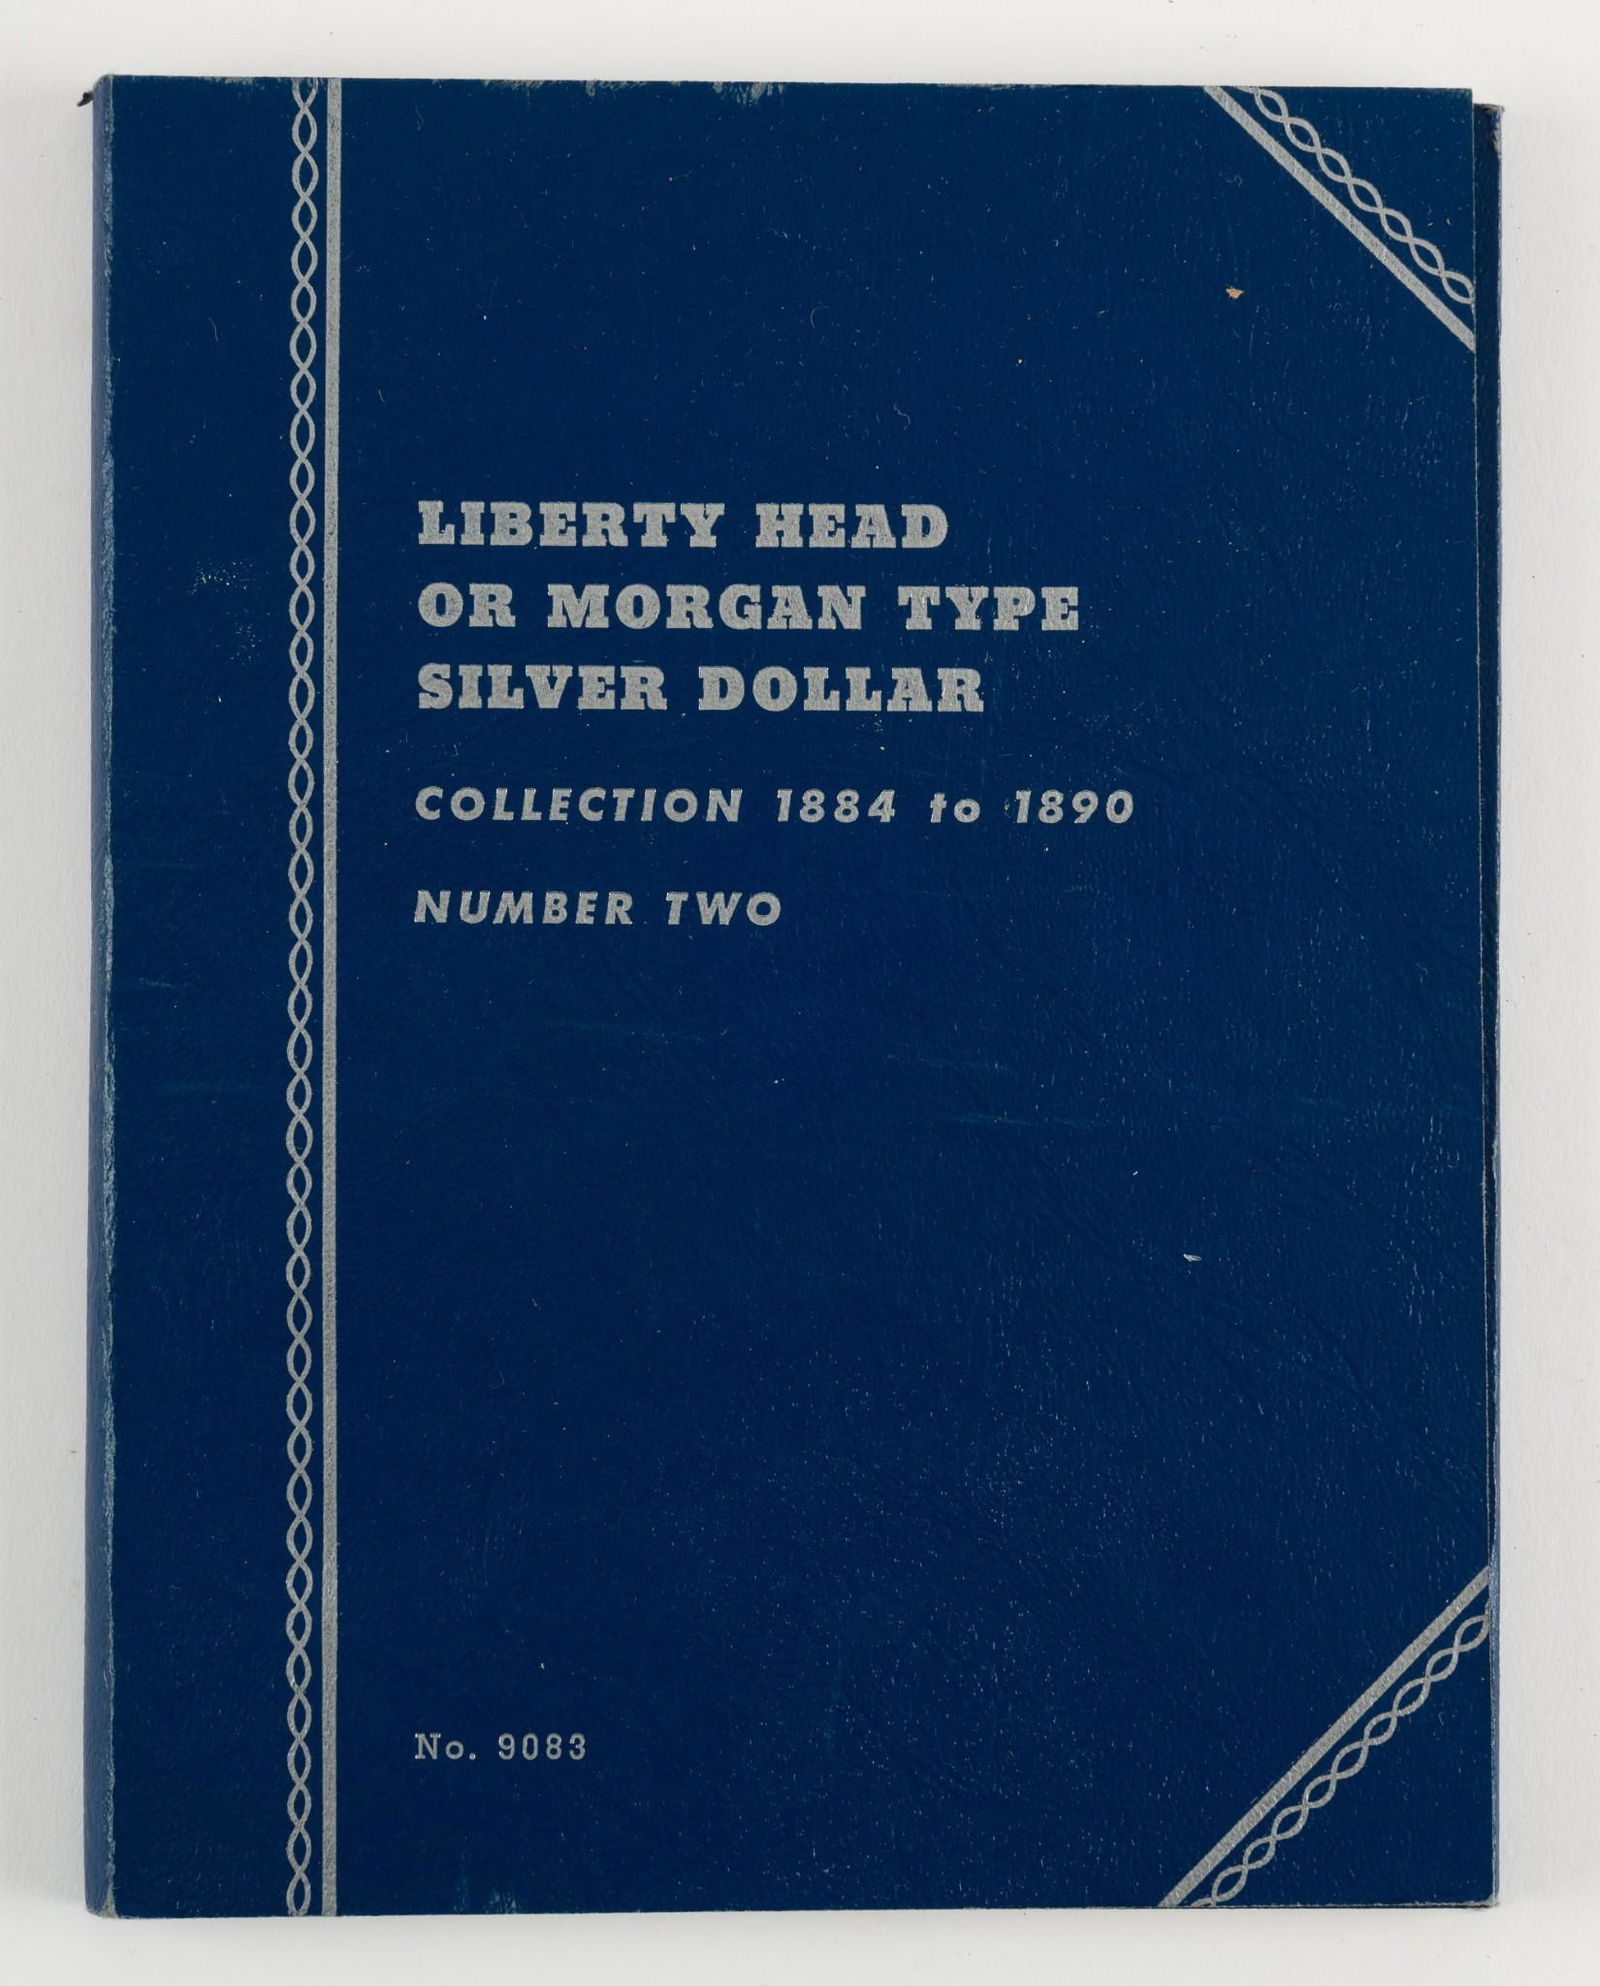 LIBERTY HEAD
OR MORGAN TYPE
SILVER DOLLAR
COLLECTION 1884 to 1890
NUMBER TWO
No. 9083